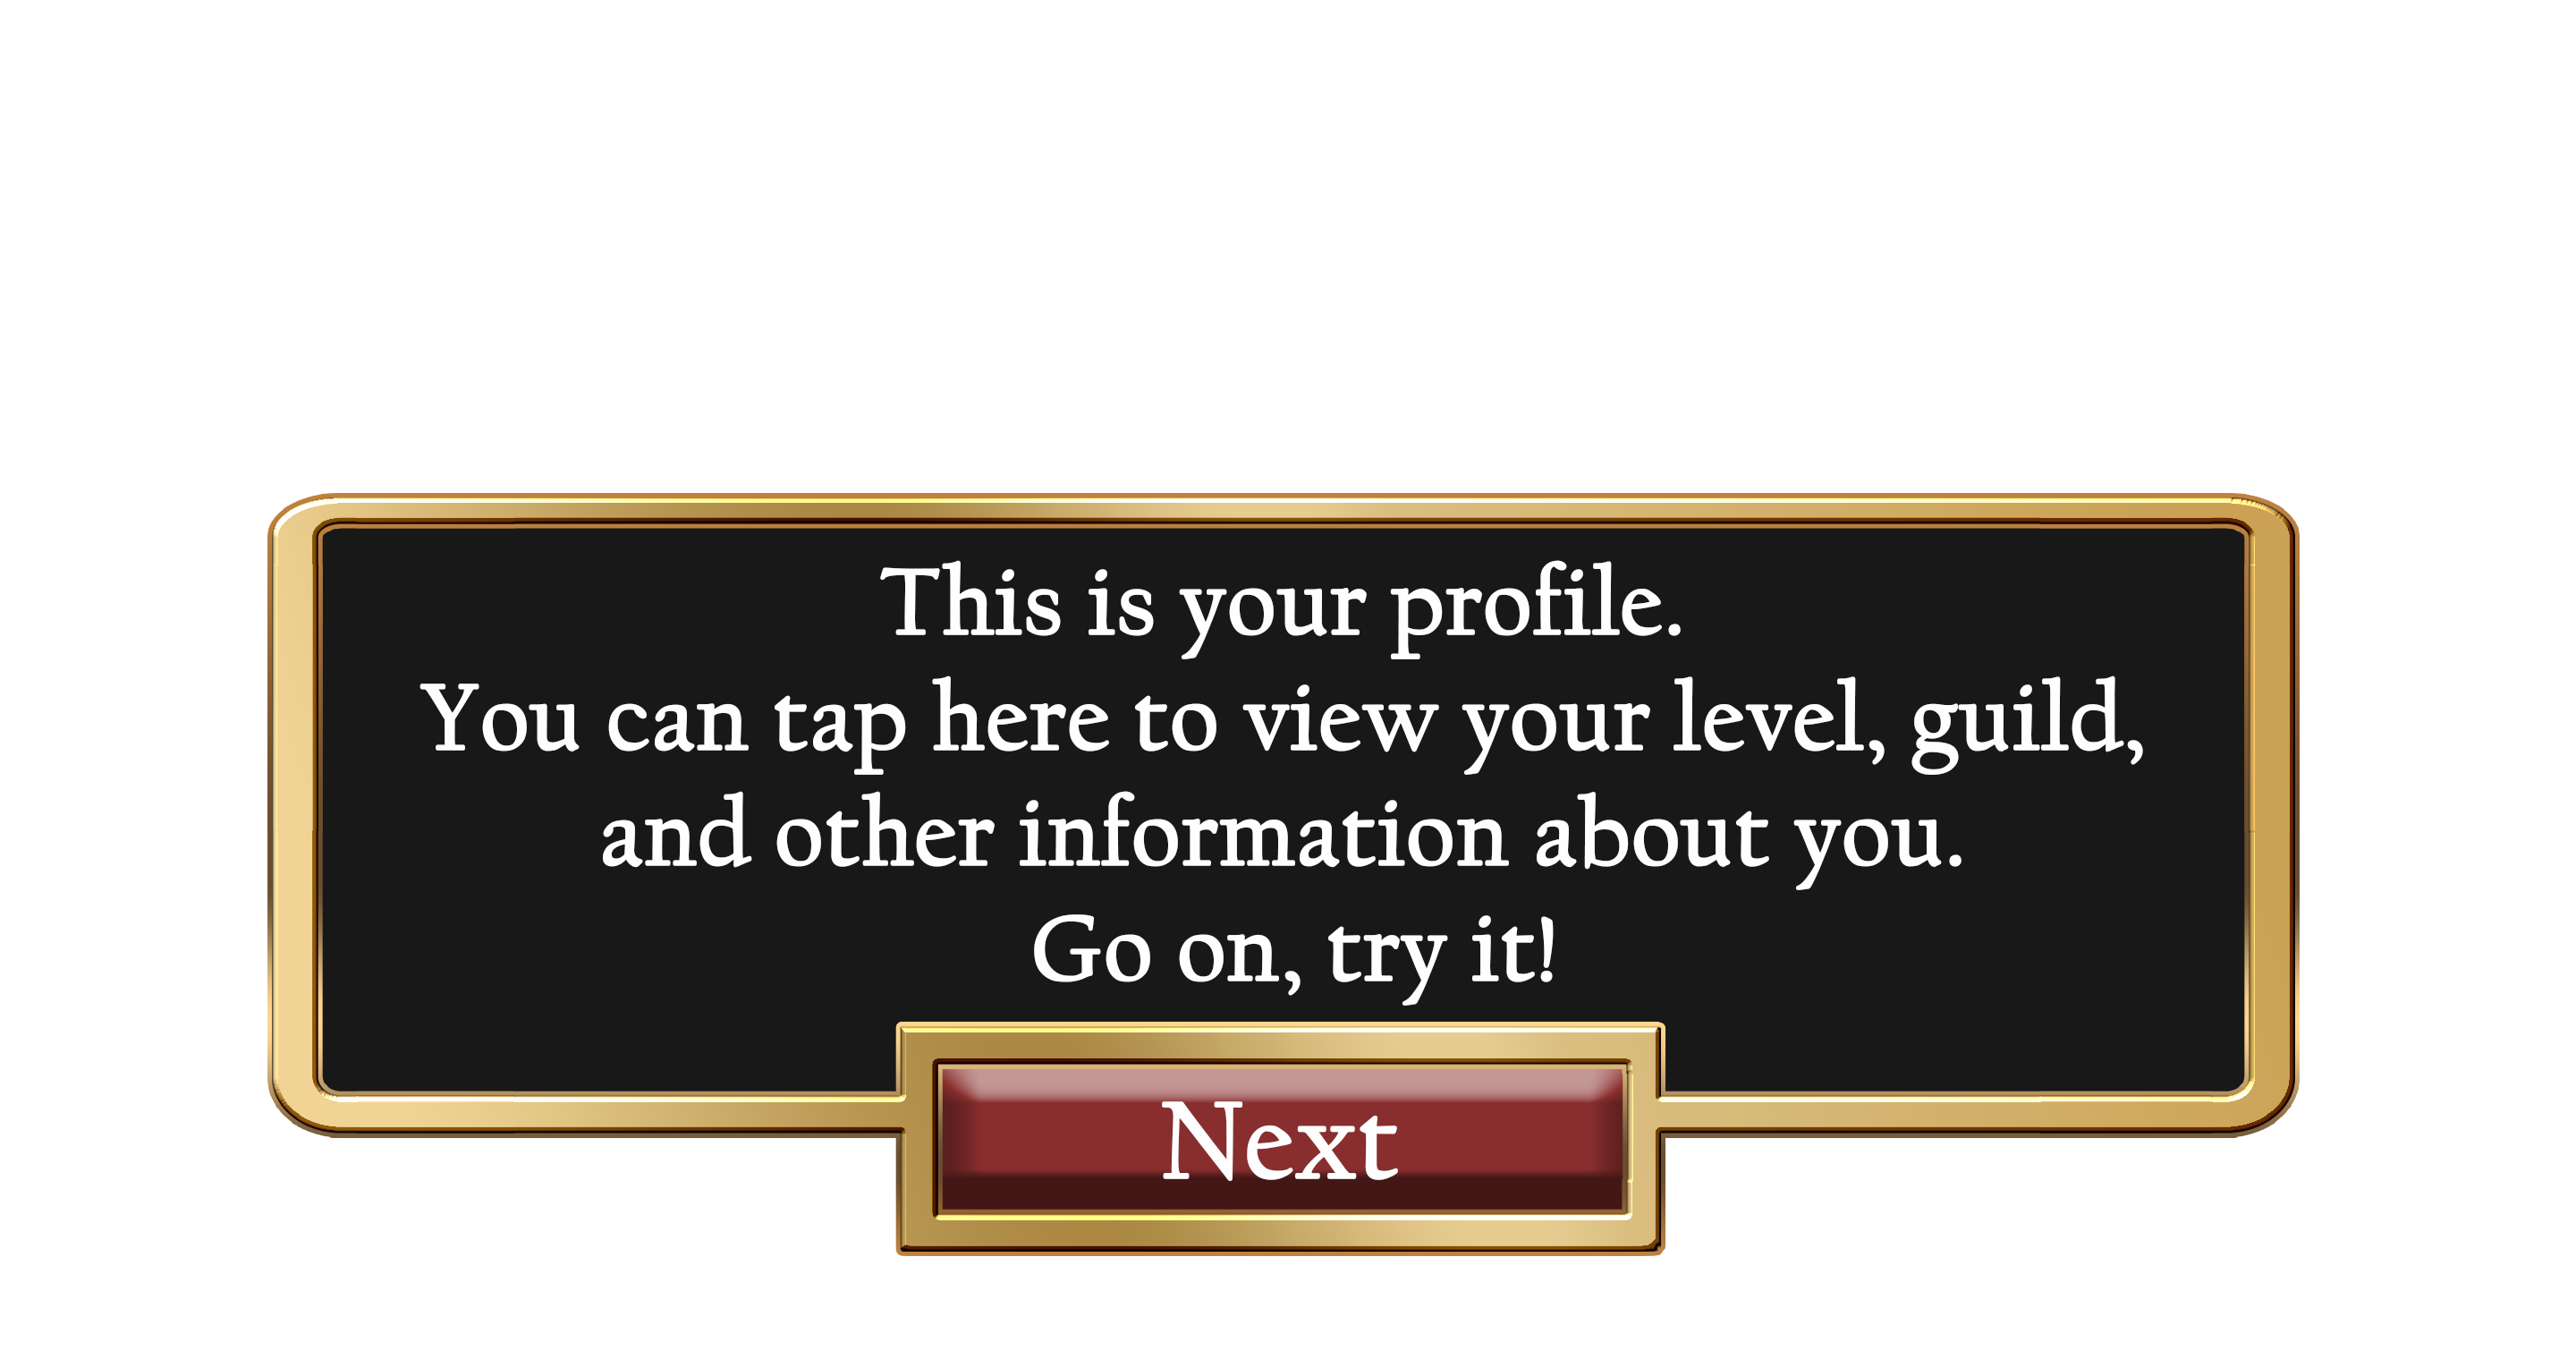 This is your profile.
You can tap here to view your level, guild,
and other information about you.
Go on, try it!
Next